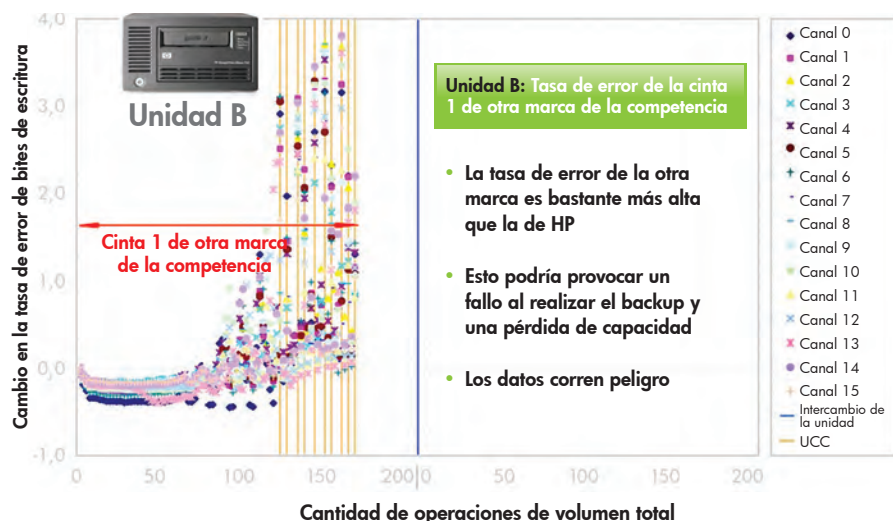 Cambio en la tasa de error de bites de escritura
4,0
3,0
2,0
1,0
0,0
-1,0
Unidad B
Cinta 1 de otra marca
de la competencia
Unidad B: Tasa de error de la cinta
1 de otra marca de la competencia
• La tasa de error de la otra
marca es bastante más alta
que la de HP
• Esto podría provocar un
fallo al realizar el backup y
una pérdida de capacidad
• Los datos corren peligro
0 50 100 150 200 0 50 100 150 200
Cantidad de operaciones de volumen total
Canal 0
Canal 1
Canal 2
Canal 3
Canal 4
Canal 5
Canal 6
Canal 7
Canal 8
Canal 9
Canal 10
Canal 11
Canal 12
Canal 13
Canal 14
Canal 15
Intercambio de
la unidad
UCC